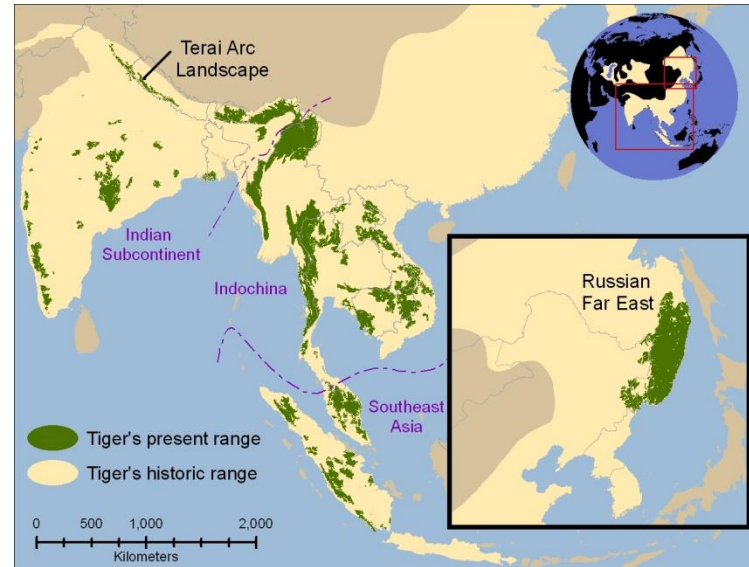 Terai Arc
Landscape
Indian
Subcontinent
Indochina
Southeast
Asia
Russian
Far East
Tiger's present range
Tiger's historic range
0 500 1,000 2,000
Kilometers